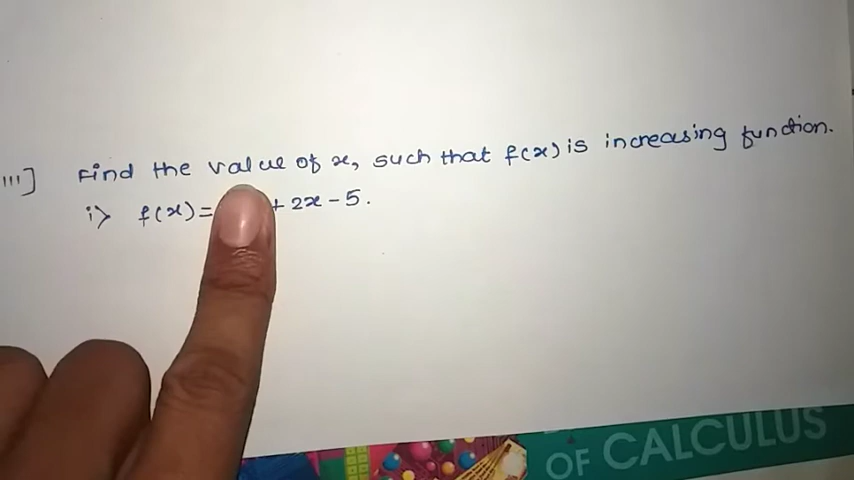 III] Find the value of x, such that f(x) is increasing function.
i> f(x)= + 2x - 5.
OF CALCULUS